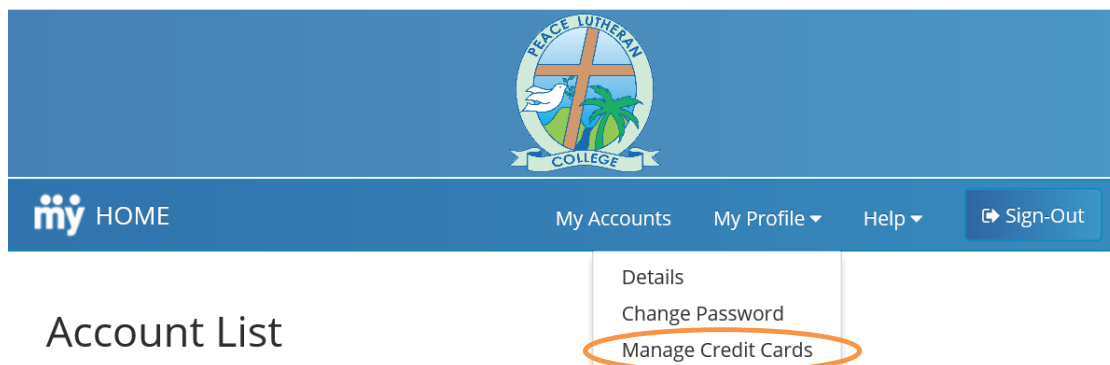 PEACE LUTHERAN
COLLEGE
my HOME
My Accounts
My Profile
Help
Sign-Out
Details
Change Password
Account List
Manage Credit Cards